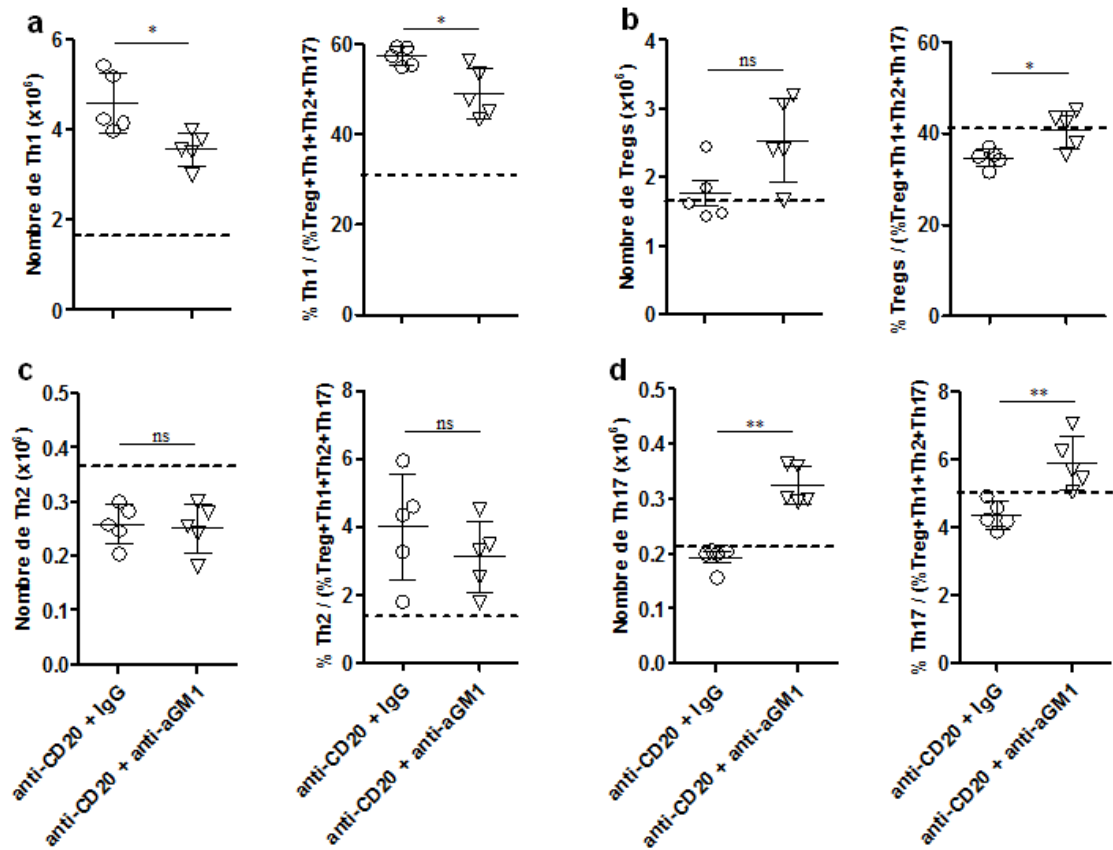 a
Nombre de Th1 (x10⁶)
6
4
2
0
*
% Th1 / (%Treg+Th1+Th2+Th17)
60
40
20
0
*
b
Nombre de Tregs (x10⁶)
4
3
2
1
0
ns
% Tregs / (%Treg+Th1+Th2+Th17)
60
40
20
0
*
c
Nombre de Th2 (x10⁶)
0.5
0.4
0.3
0.2
0.1
0.0
ns
anti-CD20 + IgG
anti-CD20 + anti-aGM1
% Th2 / (%Treg+Th1+Th2+Th17)
8
6
4
2
0
ns
anti-CD20 + IgG
anti-CD20 + anti-aGM1
d
Nombre de Th17 (x10⁶)
0.5
0.4
0.3
0.2
0.1
0.0
**
anti-CD20 + IgG
anti-CD20 + anti-aGM1
% Th17 / (%Treg+Th1+Th2+Th17)
8
6
4
2
0
**
anti-CD20 + IgG
anti-CD20 + anti-aGM1